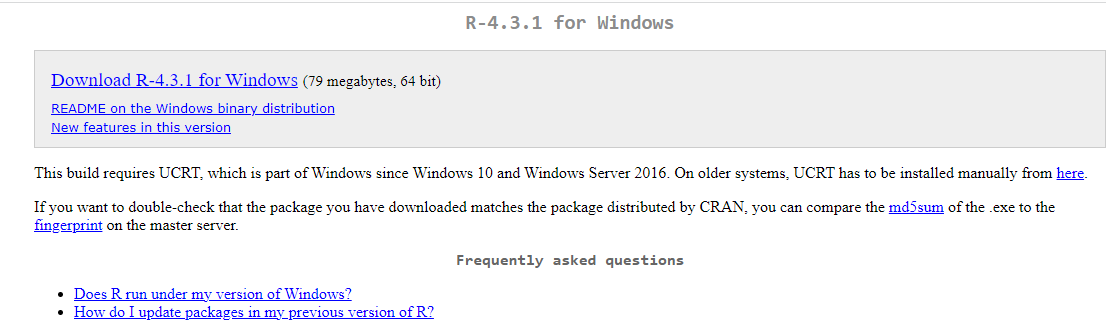 R-4.3.1 for Windows
Download R-4.3.1 for Windows (79 megabytes, 64 bit)
README on the Windows binary distribution
New features in this version
This build requires UCRT, which is part of Windows since Windows 10 and Windows Server 2016. On older systems, UCRT has to be installed manually from here.
If you want to double-check that the package you have downloaded matches the package distributed by CRAN, you can compare the md5sum of the .exe to the
fingerprint on the master server.
Frequently asked questions
• Does R run under my version of Windows?
• How do I update packages in my previous version of R?